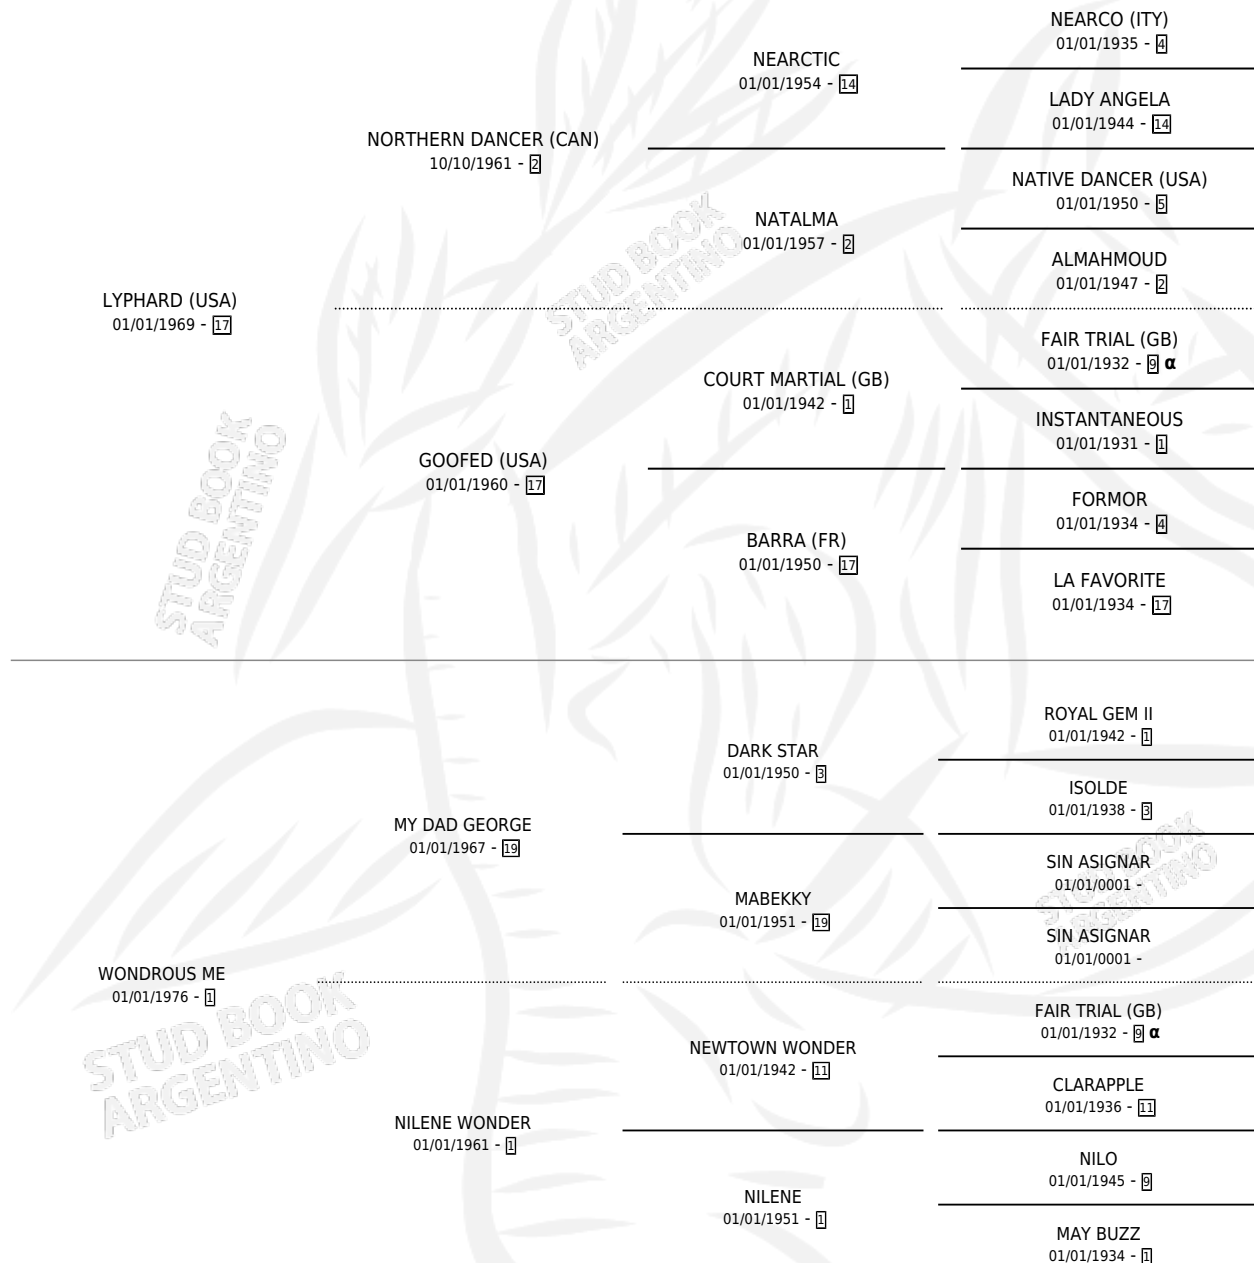 NEARCO (ITY)
01/01/1935 - 4
NEARCTIC
01/01/1954 - 14
LADY ANGELA
01/01/1944 - 14
NORTHERN DANCER (CAN)
10/10/1961 - 2
NATIVE DANCER (USA)
01/01/1950 - 5
NATALMA
01/01/1957 - 2
ALMAHMOUD
01/01/1947 - 2
STUD BOOK
ARGENTINO
LYPHARD (USA)
01/01/1969 - 17
FAIR TRIAL (GB)
01/01/1932 - 9 α
COURT MARTIAL (GB)
01/01/1942 - 1
INSTANTANEOUS
01/01/1931 - 1
GOOFED (USA)
01/01/1960 - 17
FORMOR
01/01/1934 - 4
BARRA (FR)
01/01/1950 - 17
LA FAVORITE
01/01/1934 - 17
STUD BOOK
ARGENTINO
ROYAL GEM II
01/01/1942 - 1
DARK STAR
01/01/1950 - 3
ISOLDE
01/01/1938 - 3
MY DAD GEORGE
01/01/1967 - 19
SIN ASIGNAR
01/01/0001 -
MABEKKY
01/01/1951 - 19
SIN ASIGNAR
01/01/0001 -
STUD BOOK
ARGENTINO
WONDROUS ME
01/01/1976 - 1
FAIR TRIAL (GB)
01/01/1932 - 9 α
NEWTOWN WONDER
01/01/1942 - 11
CLARAPPLE
01/01/1936 - 11
STUD BOOK
ARGENTINO
NILENE WONDER
01/01/1961 - 1
NILO
01/01/1945 - 9
NILENE
01/01/1951 - 1
MAY BUZZ
01/01/1934 - 1